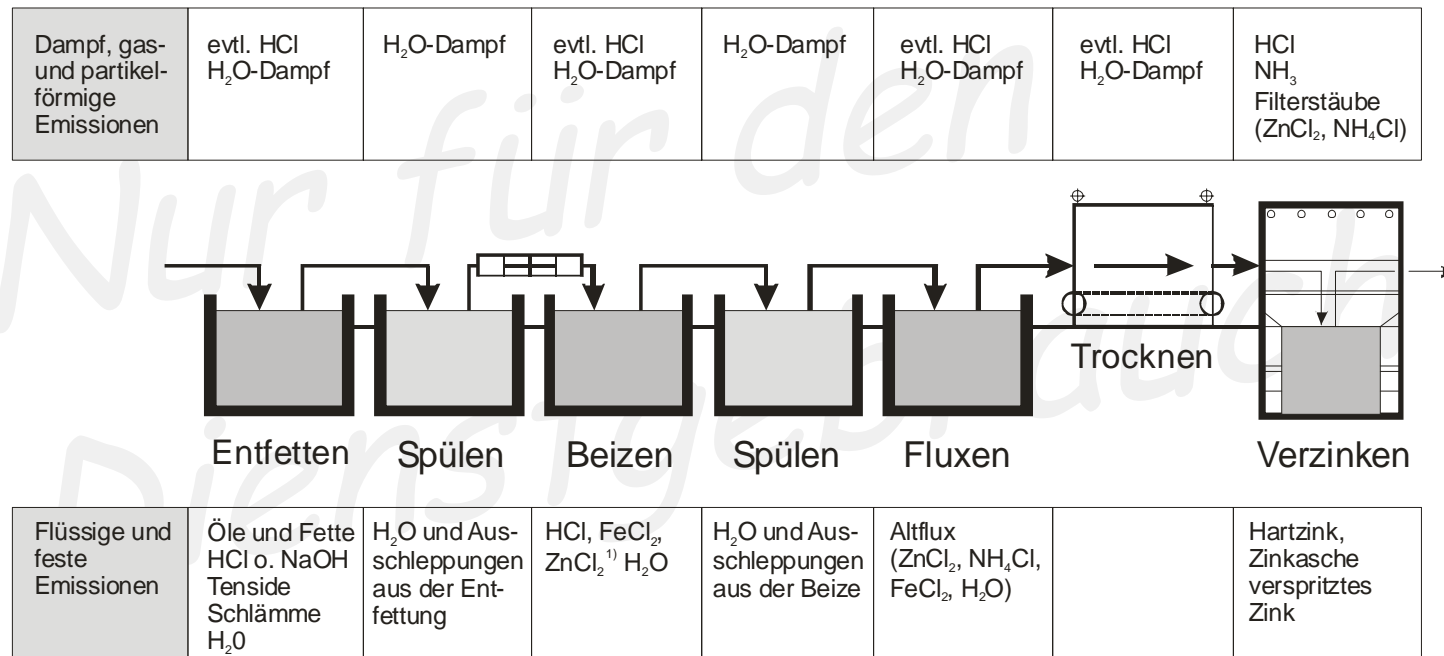 Dampf, gas-
und partikel-
förmige
Emissionen
evtl. HCl
H₂O-Dampf
H₂O-Dampf
evtl. HCl
H₂O-Dampf
H₂O-Dampf
evtl. HCl
H₂O-Dampf
evtl. HCl
H₂O-Dampf
HCl
NH₃
Filterstäube
(ZnCl₂, NH₄Cl)
Nur für den
Dienstgebrauch
Entfetten
Spülen
Beizen
Spülen
Fluxen
Trocknen
Verzinken
Flüssige und
feste
Emissionen
Öle und Fette
HCl o. NaOH
Tenside
Schlämme
H₂0
H₂O und Aus-
schleppungen
aus der Ent-
fettung
HCl, FeCl₂,
ZnCl₂¹⁾ H₂O
H₂O und Aus-
schleppungen
aus der Beize
Altflux
(ZnCl₂, NH₄Cl,
FeCl₂, H₂O)
Hartzink,
Zinkasche
verspritztes
Zink